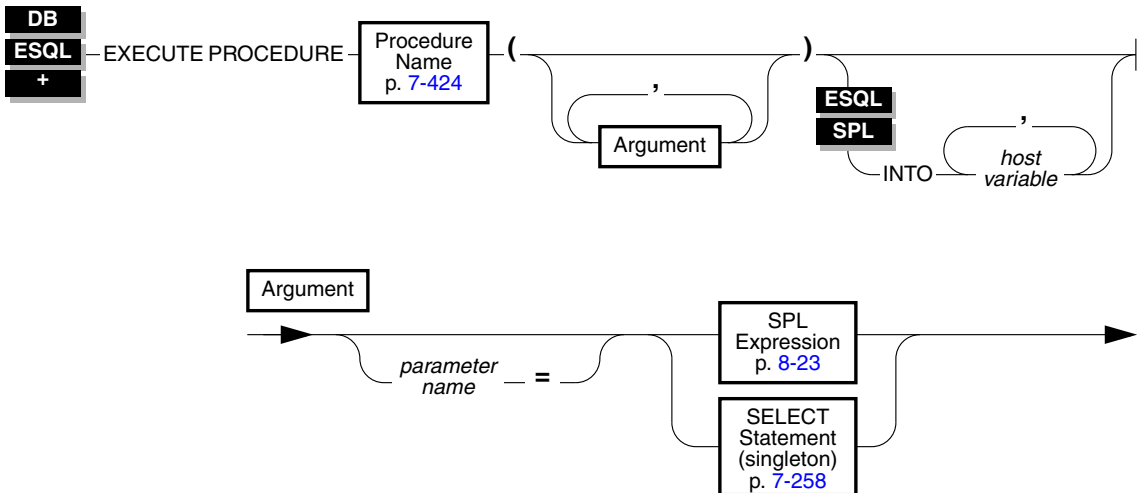 DB
ESQL
+
EXECUTE PROCEDURE
Procedure
Name
p. 7-424
(
,
Argument
)
ESQL
SPL
INTO
,
host
variable
Argument
parameter
name
=
SPL
Expression
p. 8-23
SELECT
Statement
(singleton)
p. 7-258